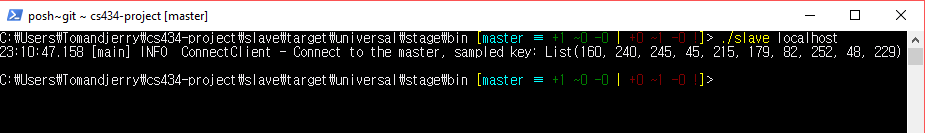 posh~git ~ cs434-project [master]
C:₩Users₩Tomandjerry₩cs434-project₩slave₩target₩universal₩stage₩bin [master ≡ +1 ~0 -0 | +0 ~1 -0 !]> ./slave localhost
23:10:47.158 [main] INFO  ConnectClient - Connect to the master, sampled key: List(160, 240, 245, 45, 215, 179, 82, 252, 48, 229)
C:₩Users₩Tomandjerry₩cs434-project₩slave₩target₩universal₩stage₩bin [master ≡ +1 ~0 -0 | +0 ~1 -0 !]>